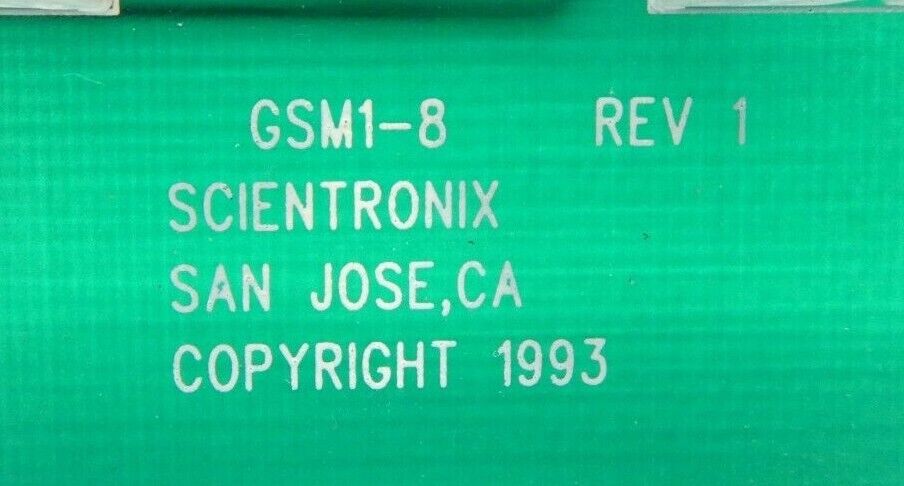 GSM1-8 REV 1
SCIENTRONIX
SAN JOSE,CA
COPYRIGHT 1993